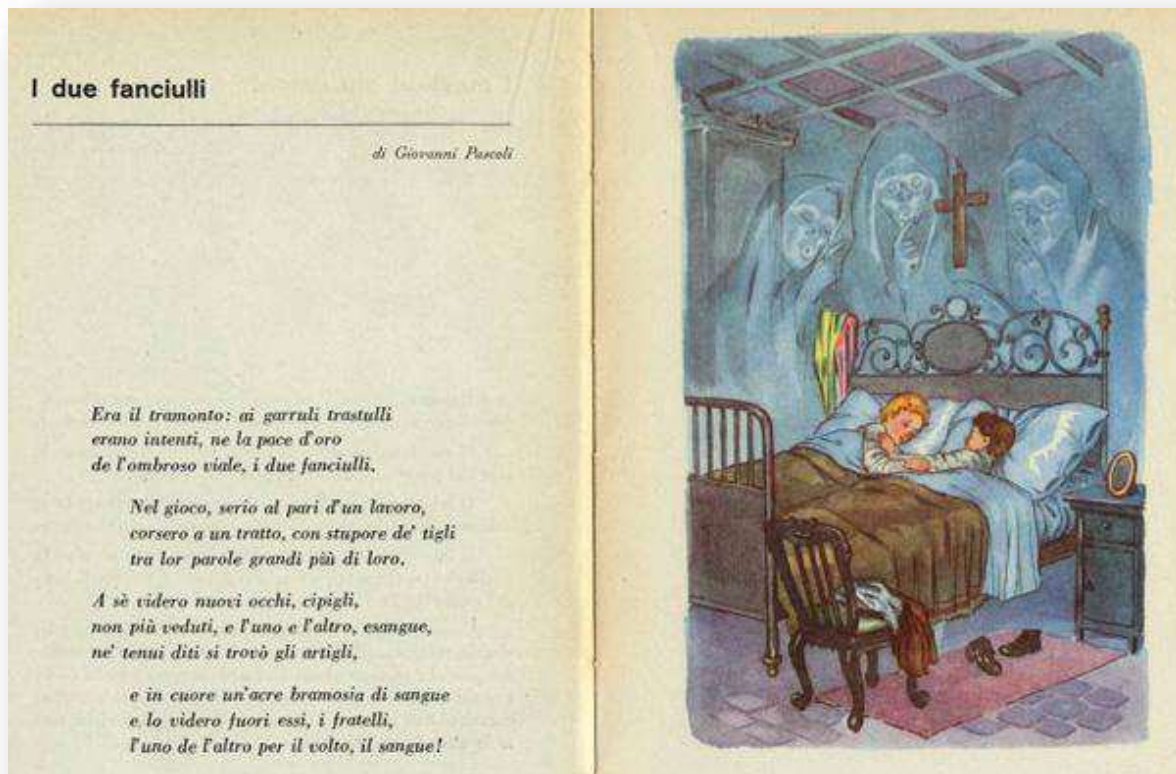 I due fanciulli
di Giovanni Pascoli
Era il tramonto: ai garruli trastulli
erano intenti, ne la pace d'oro
de l'ombroso viale, i due fanciulli.
Nel gioco, serio al pari d'un lavoro,
corsero a un tratto, con stupore de' tigli
tra lor parole grandi più di loro.
A sè videro nuovi occhi, cipigli,
non più veduti, e l'uno e l'altro, esangue,
ne' tenui diti si trovò gli artigli,
e in cuore un'acre bramosia di sangue
e lo videro fuori essi, i fratelli,
l'uno de l'altro per il volto, il sangue!